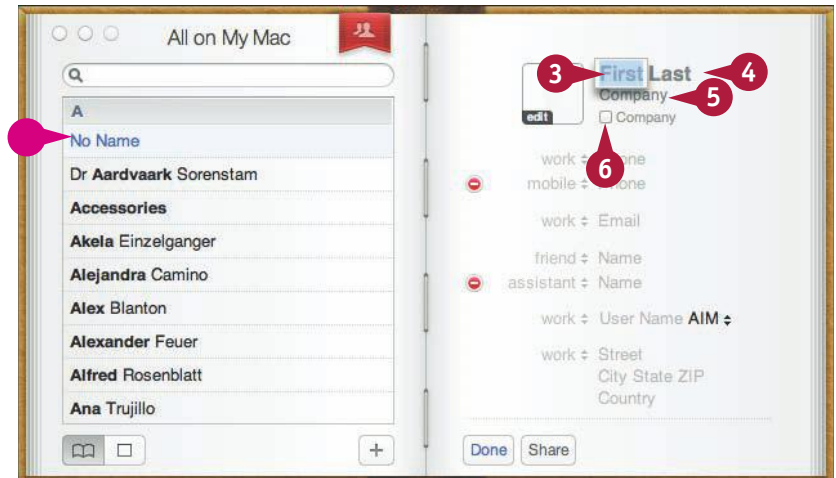 All on My Mac
A
No Name
Dr Aardvaark Sorenstam
Accessories
Akela Einzelganger
Alejandra Camino
Alex Blanton
Alexander Feuer
Alfred Rosenblatt
Ana Trujillo
3 First Last 4
Company 5
edit Company
6
work
mobile Phone
work Email
friend Name
assistant Name
work User Name AIM
work Street
City State ZIP
Country
Done Share